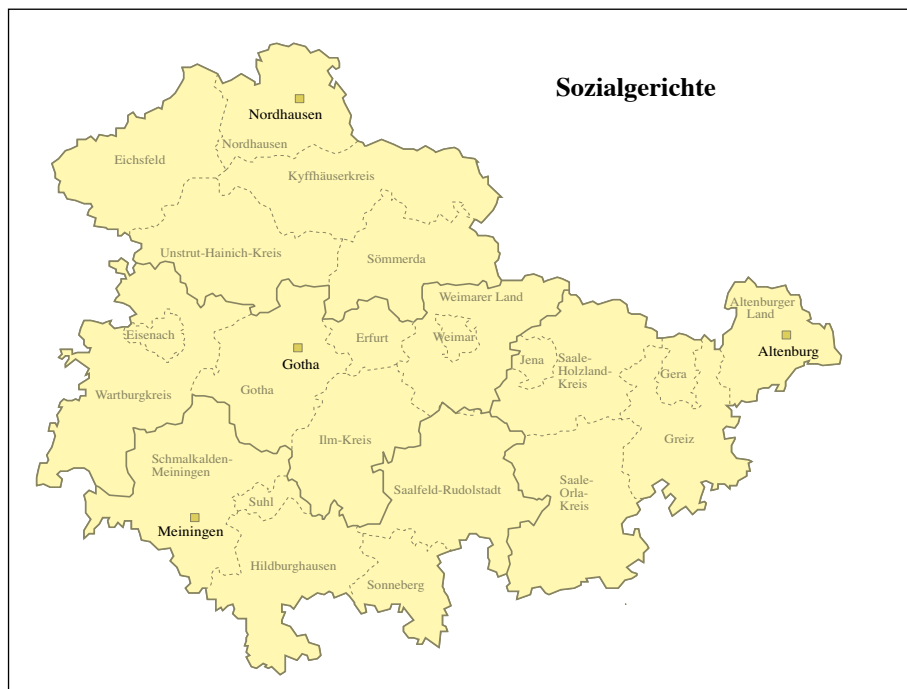 Sozialgerichte
Nordhausen
Nordhausen
Eichsfeld
Kyffhäuserkreis
Unstrut-Hainich-Kreis
Sömmerda
Weimarer Land
Altenburger
Land
Eisenach
Erfurt
Weimar
Altenburg
Gotha
Jena
Saale-
Holzland-
Kreis
Gera
Wartburgkreis
Gotha
Ilm-Kreis
Greiz
Schmalkalden-
Meiningen
Saalfeld-Rudolstadt
Saale-
Orla-
Kreis
Suhl
Meiningen
Hildburghausen
Sonneberg